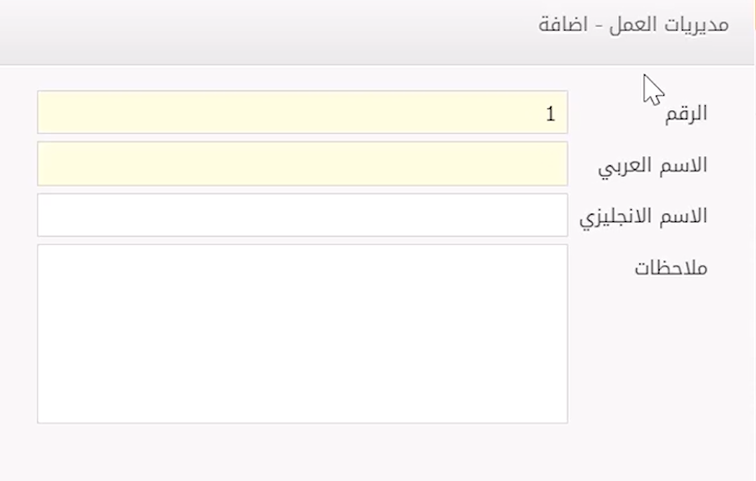 مديريات العمل - اضافة
الرقم 1
الاسم العربي
الاسم الانجليزي
ملاحظات